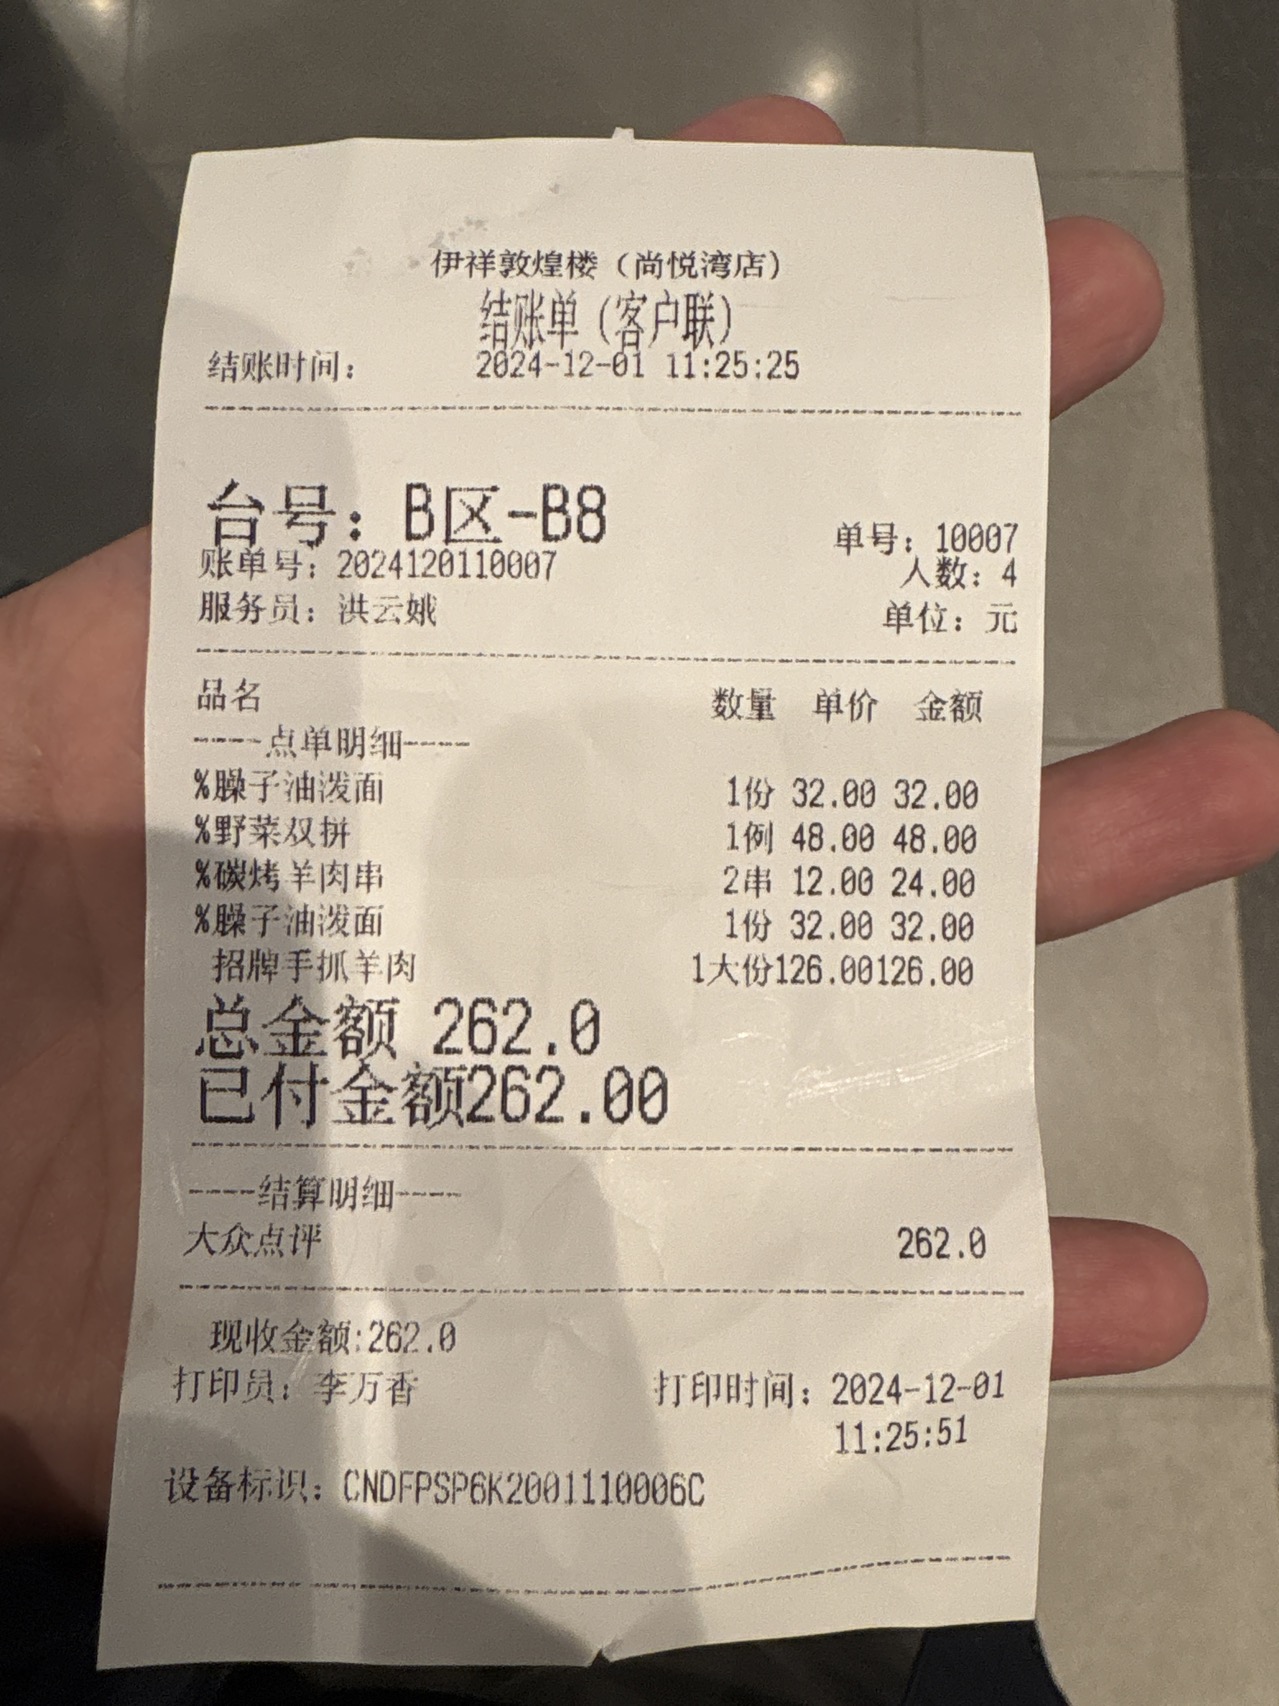 伊祥敦煌楼（尚悦湾店）
结账单（客户联）
结账时间： 2024-12-01 11:25:25
台号：B区-B8
单号：10007
账单号：2024120110007
人数：4
服务员：洪云娥
单位：元
品名 数量 单价 金额
----点单明细----
%臊子油泼面 1份 32.00 32.00
%野菜双拼 1例 48.00 48.00
%碳烤羊肉串 2串 12.00 24.00
%臊子油泼面 1份 32.00 32.00
招牌手抓羊肉 1大份126.00126.00
总金额 262.0
已付金额262.00
----结算明细----
大众点评 262.0
现收金额:262.0
打印员：李万香 打印时间：2024-12-01
11:25:51
设备标识：CNDFPSP6K2001110006C